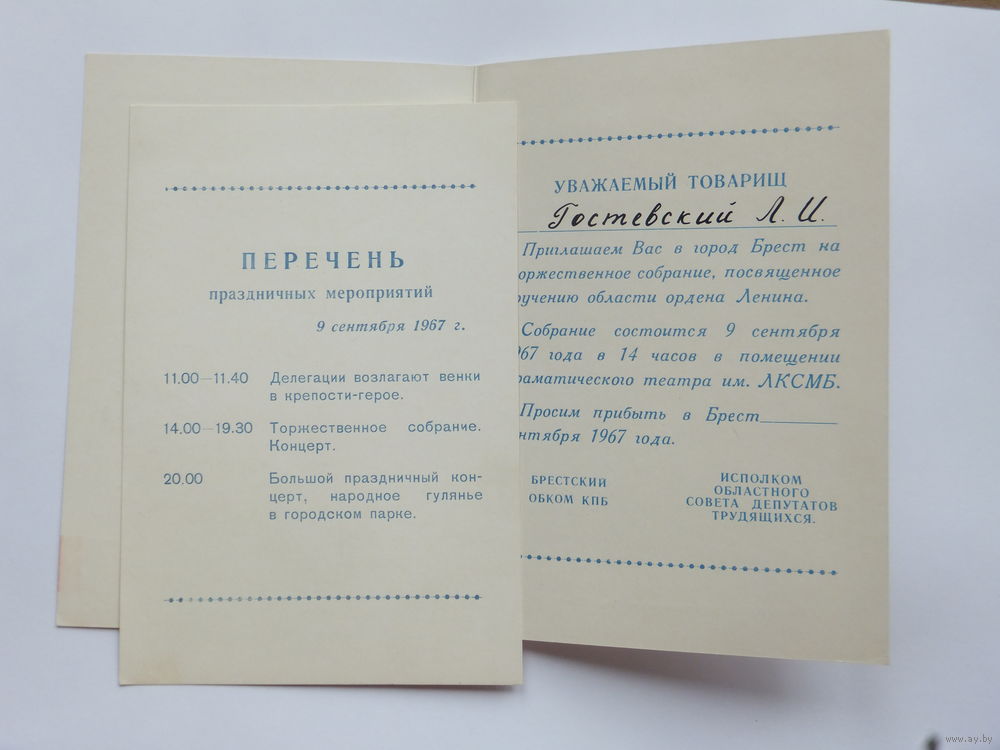 ПЕРЕЧЕНЬ
праздничных мероприятий
9 сентября 1967 г.
11.00—11.40 Делегации возлагают венки
в крепости-герое.
14.00—19.30 Торжественное собрание.
Концерт.
20.00 Большой праздничный кон-
церт, народное гулянье
в городском парке.
УВАЖАЕМЫЙ ТОВАРИЩ
Гостевский Л. И.
Приглашаем Вас в город Брест на
оржественное собрание, посвященное
ручению области ордена Ленина.
Собрание состоится 9 сентября
67 года в 14 часов в помещении
раматического театра им. ЛКСМБ.
Просим прибыть в Брест
нтября 1967 года.
БРЕСТСКИЙ
ОБКОМ КПБ
ИСПОЛКОМ
ОБЛАСТНОГО
СОВЕТА ДЕПУТАТОВ
ТРУДЯЩИХСЯ.
www.ay.by